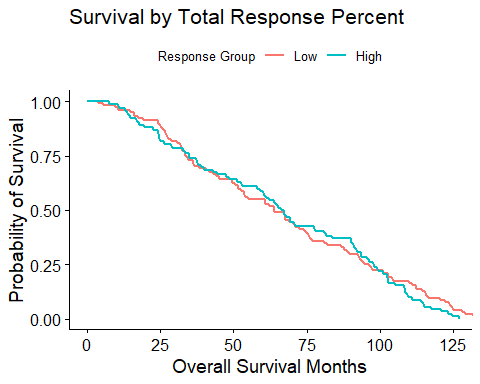 Survival by Total Response Percent
Response Group Low High
Probability of Survival
1.00
0.75
0.50
0.25
0.00
0 25 50 75 100 125
Overall Survival Months